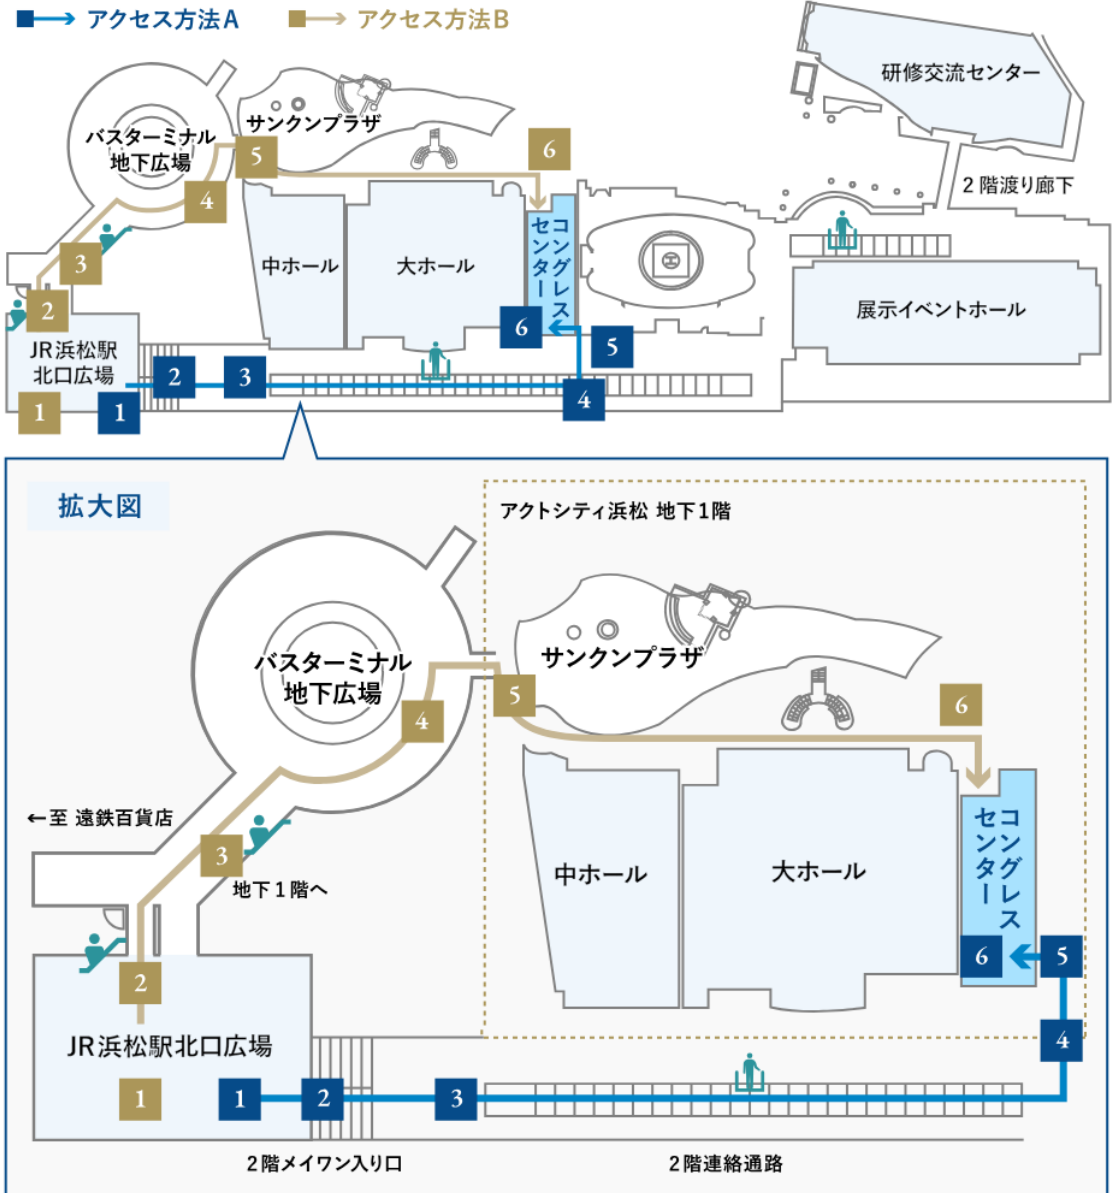 アクセス方法A
アクセス方法B
研修交流センター
サンクンプラザ
バスターミナル
地下広場
5
6
4
2階渡り廊下
3
コングレス
センター
中ホール
大ホール
2
展示イベントホール
6
5
JR浜松駅
北口広場
2
3
4
1
1
拡大図
アクトシティ浜松 地下1階
バスターミナル
地下広場
サンクンプラザ
5
4
6
←至 遠鉄百貨店
3
地下1階へ
コングレス
センター
中ホール
大ホール
6
5
2
4
JR浜松駅北口広場
1
1
2
3
2階メイワン入り口
2階連絡通路